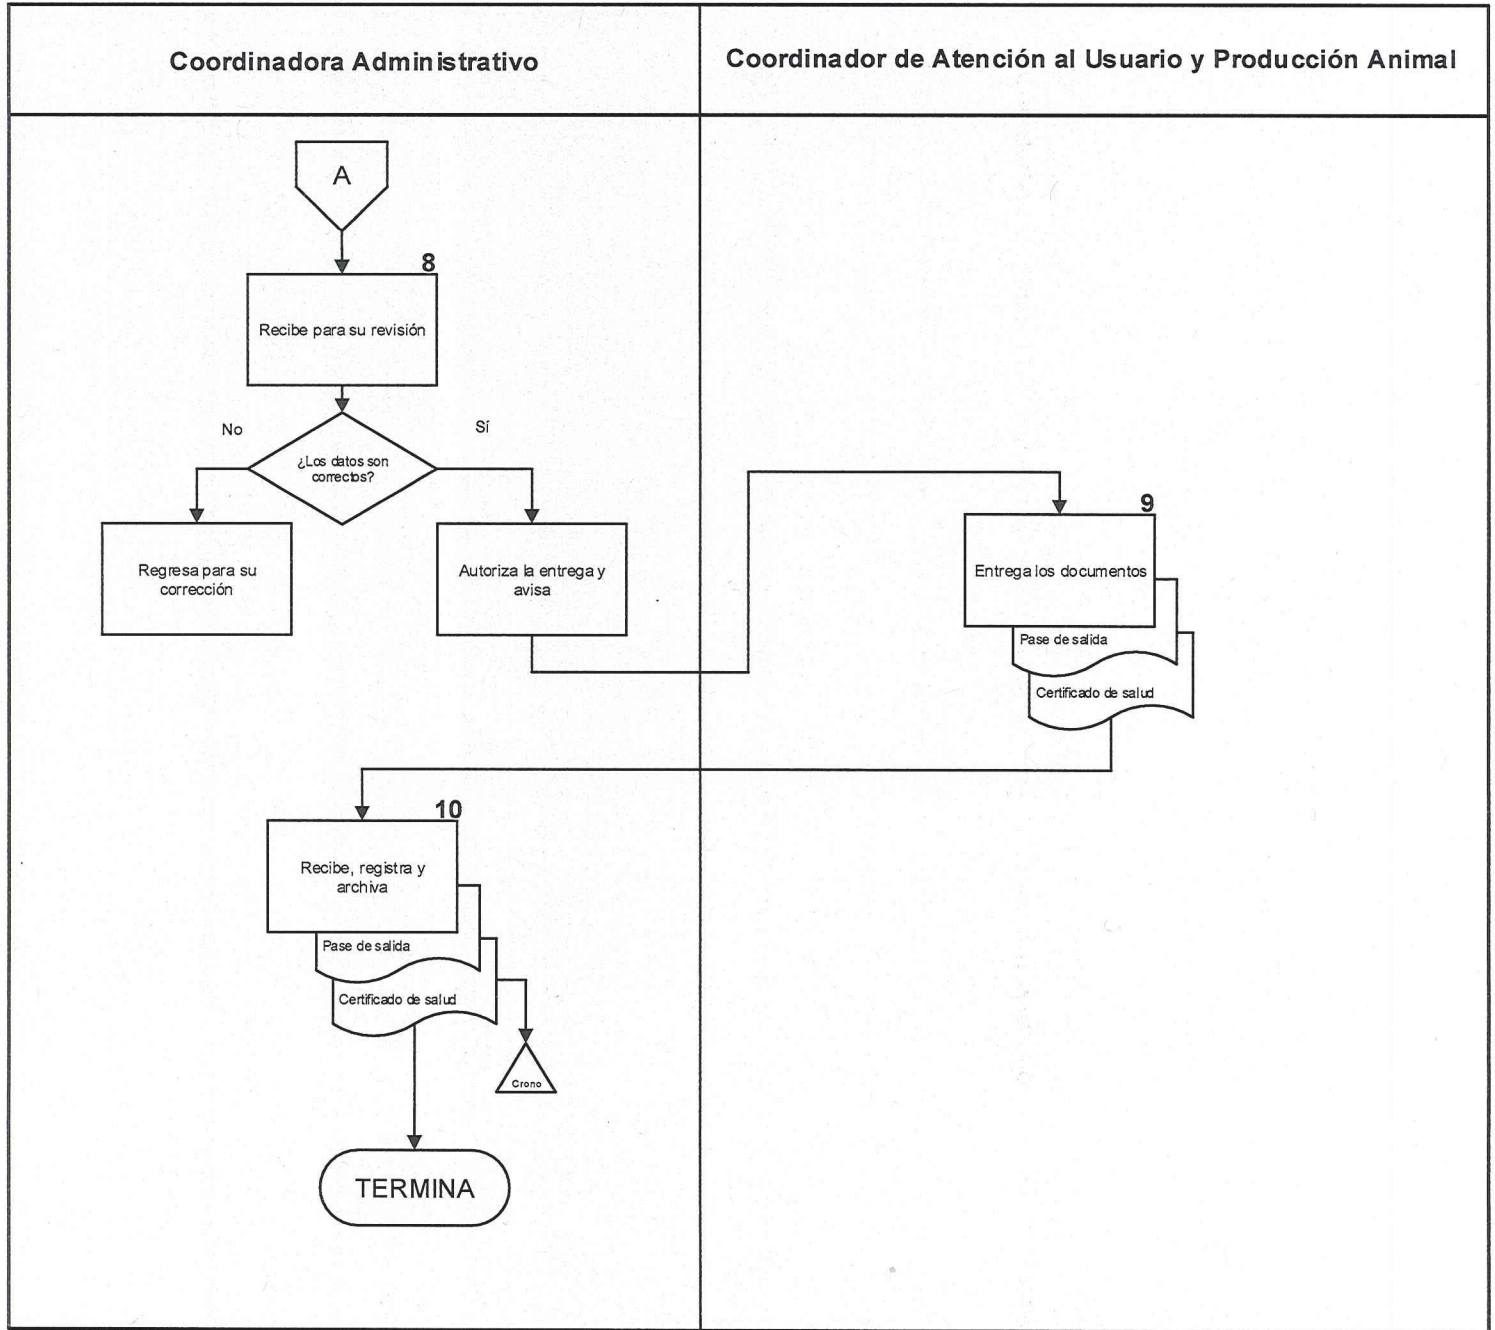 Coordinadora Administrativo
Coordinador de Atención al Usuario y Producción Animal
A
8
Recibe para su revisión
No
Sí
¿Los datos son
correctos?
Regresa para su
corrección
Autoriza la entrega y
avisa
9
Entrega los documentos
Pase de salida
Certificado de salud
10
Recibe, registra y
archiva
Pase de salida
Certificado de salud
Crono
TERMINA